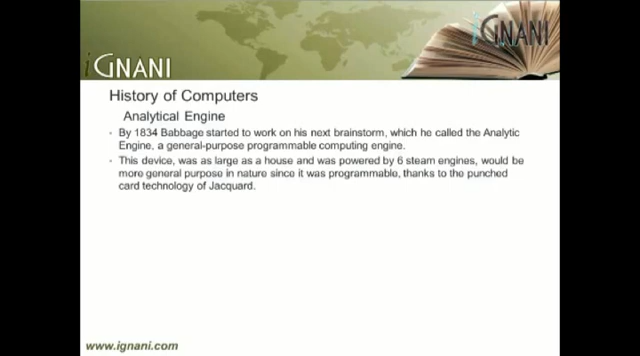 iGNANI
iGNANI
History of Computers
Analytical Engine
• By 1834 Babbage started to work on his next brainstorm, which he called the Analytic
Engine, a general-purpose programmable computing engine.
• This device, was as large as a house and was powered by 6 steam engines, would be
more general purpose in nature since it was programmable, thanks to the punched
card technology of Jacquard.
www.ignani.com